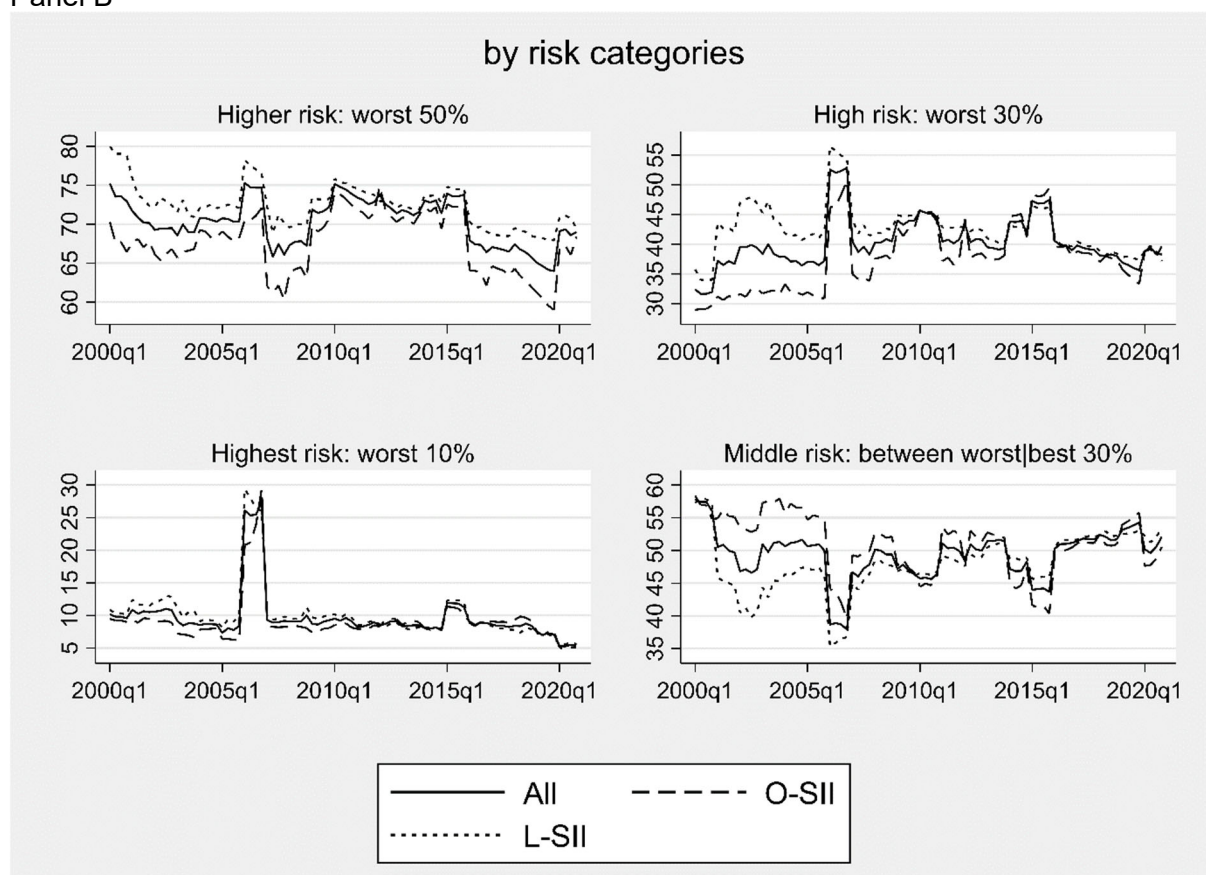 Panel B
by risk categories
Higher risk: worst 50%
80
75
70
65
60
2000q1 2005q1 2010q1 2015q1 2020q1
High risk: worst 30%
55
50
45
40
35
30
2000q1 2005q1 2010q1 2015q1 2020q1
Highest risk: worst 10%
30
25
20
15
10
5
2000q1 2005q1 2010q1 2015q1 2020q1
Middle risk: between worst|best 30%
60
55
50
45
40
35
2000q1 2005q1 2010q1 2015q1 2020q1
All O-SII
L-SII